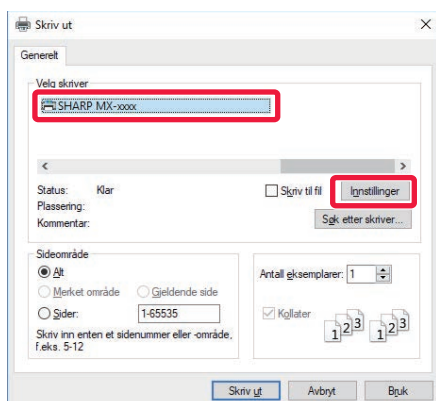 Skriv ut
Generelt
Velg skriver
SHARP MX-xxxx
Status: Klar
Skriv til fil
Innstillinger
Plassering:
Kommentar:
Søk etter skriver...
Sideområde
Alt
Merket område
Gjeldende side
Sider:
1-65535
Skriv inn enten et sidenummer eller -område,
f.eks. 5-12
Antall eksemplarer: 1
Kollater
1 2 3
1 2 3
Skriv ut
Avbryt
Bruk